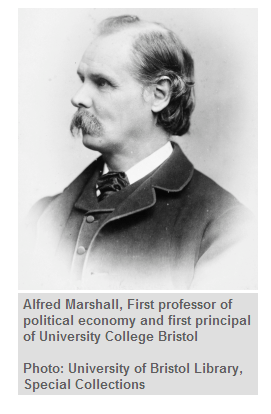 Alfred Marshall, First professor of
political economy and first principal
of University College Bristol
Photo: University of Bristol Library,
Special Collections